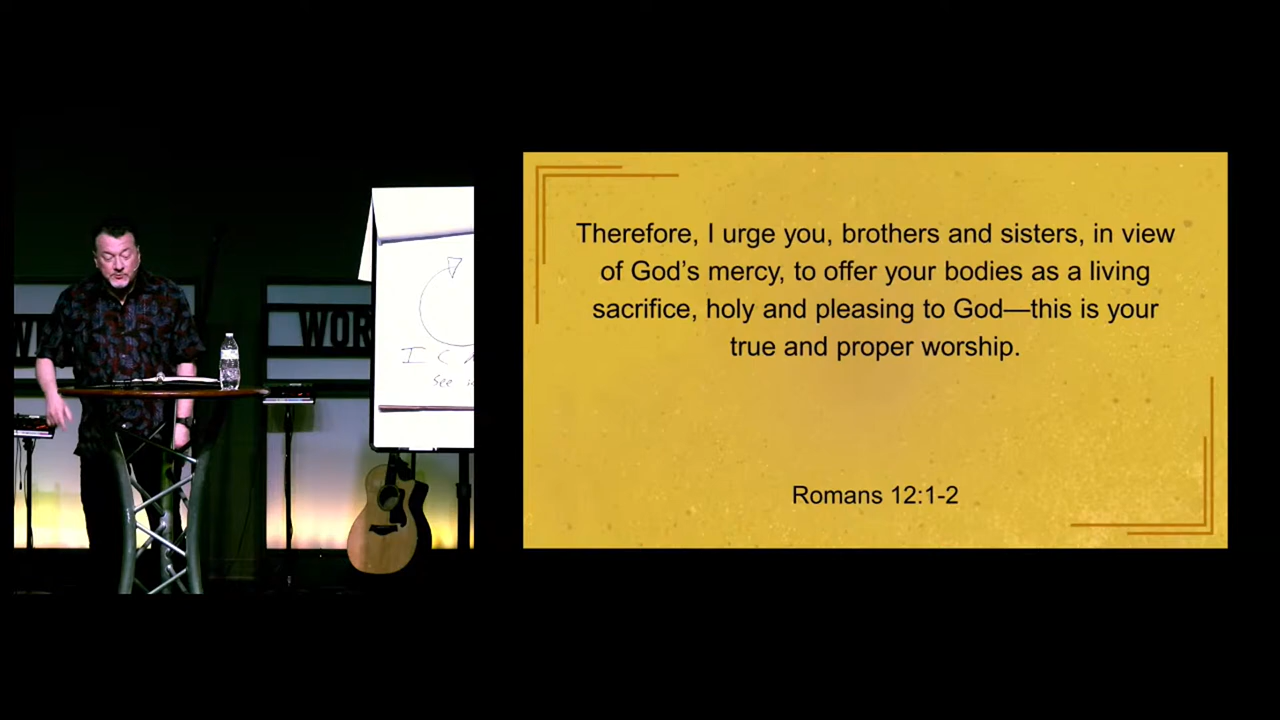 WOR
I C
See
Therefore, I urge you, brothers and sisters, in view
of God's mercy, to offer your bodies as a living
sacrifice, holy and pleasing to God—this is your
true and proper worship.
Romans 12:1-2